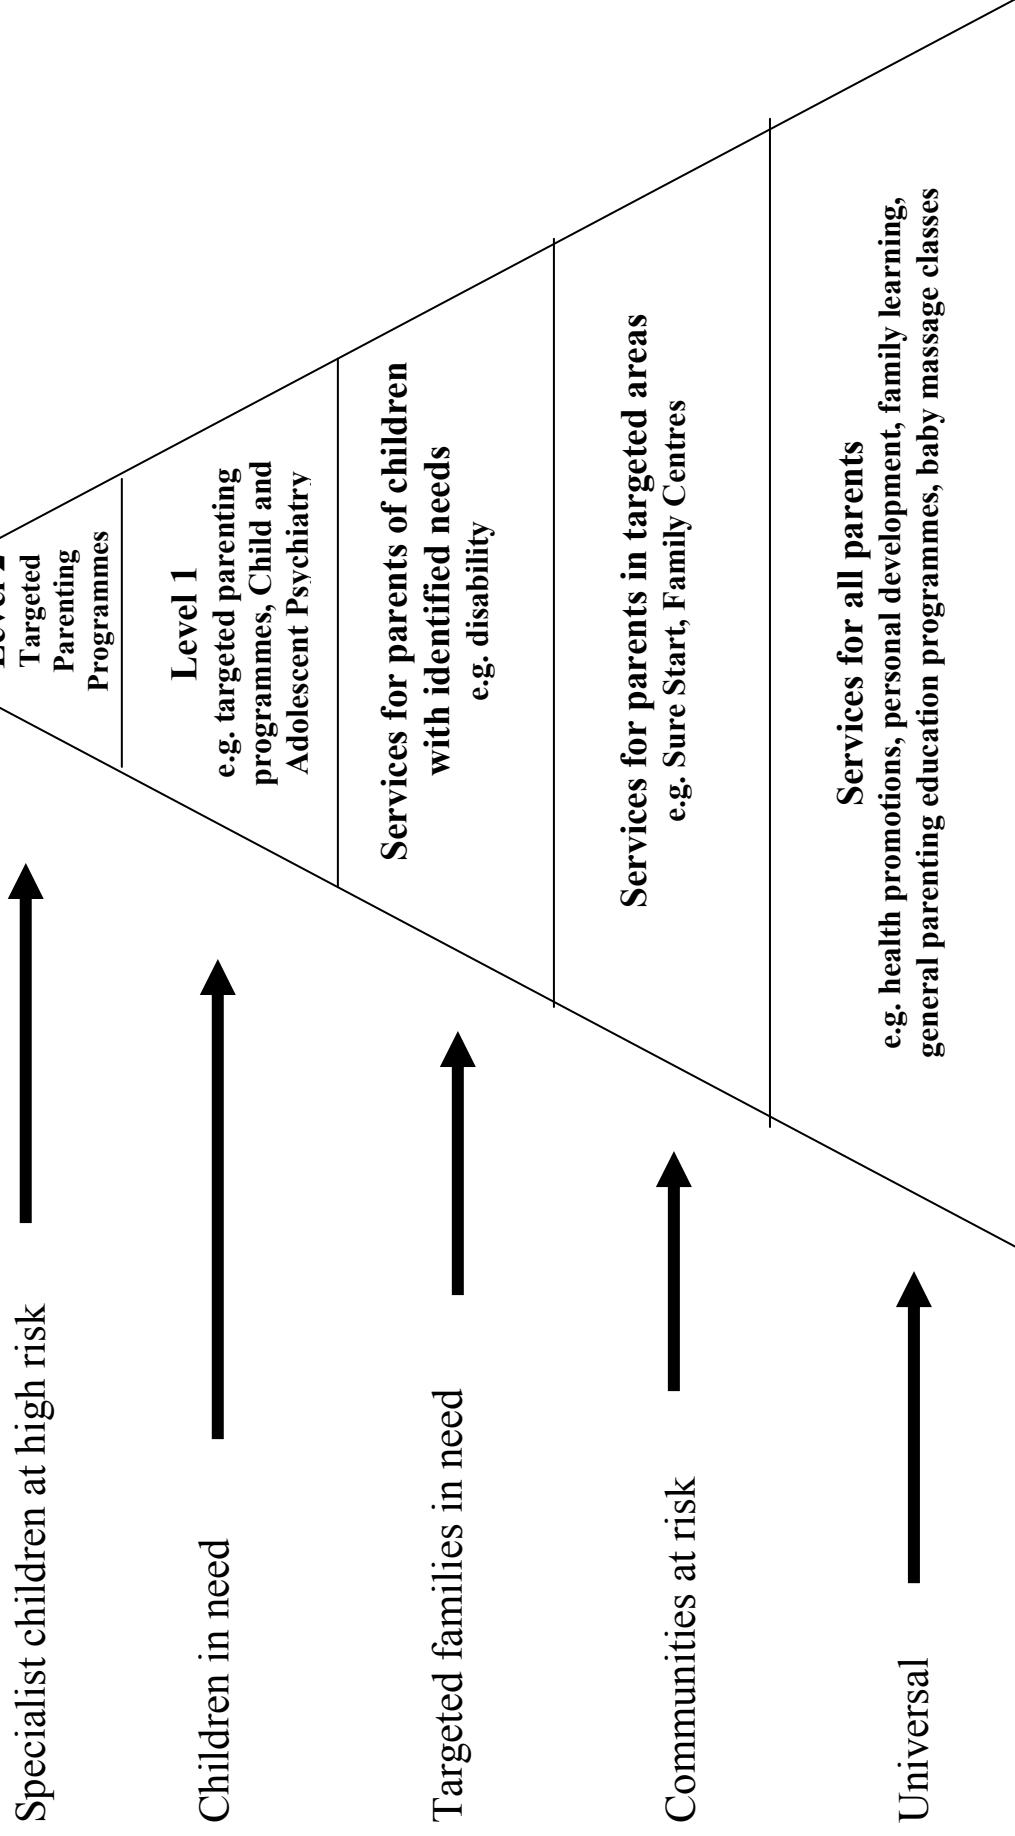 Targeted
Parenting
Programmes
Specialist children at high risk
Level 1
e.g. targeted parenting
programmes, Child and
Adolescent Psychiatry
Children in need
Services for parents of children
with identified needs
e.g. disability
Targeted families in need
Services for parents in targeted areas
e.g. Sure Start, Family Centres
Communities at risk
Services for all parents
e.g. health promotions, personal development, family learning,
general parenting education programmes, baby massage classes
Universal